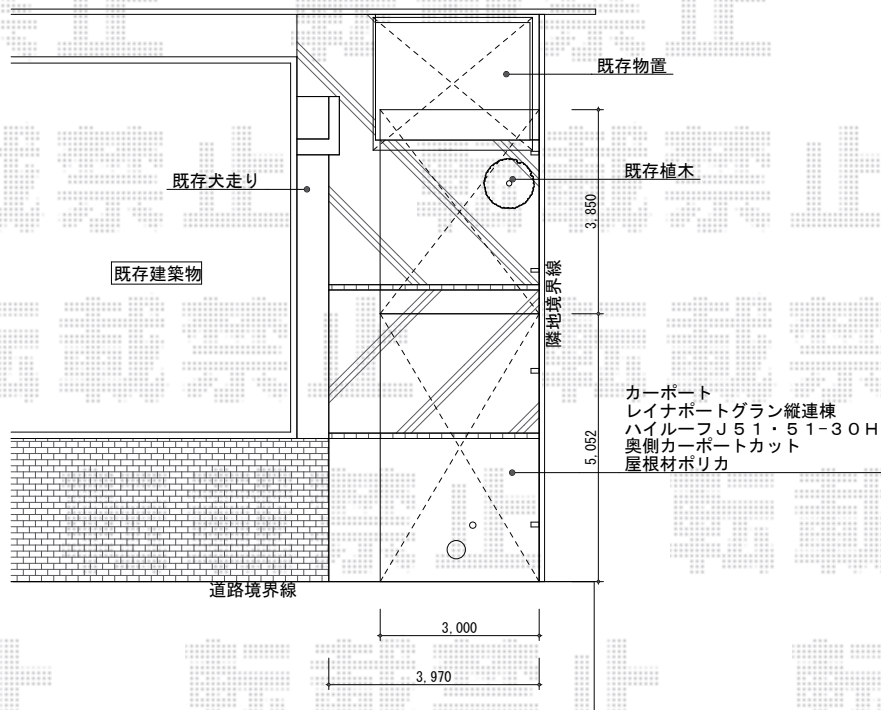 既存物置
既存植木
既存犬走り
3,850
既存建築物
隣地境界線
カーポート
レイナポートグラン縦連棟
ハイルーフJ51・51-30H
奥側カーポートカット
屋根材ポリカ
5,052
道路境界線
3,000
3,970
転載禁止